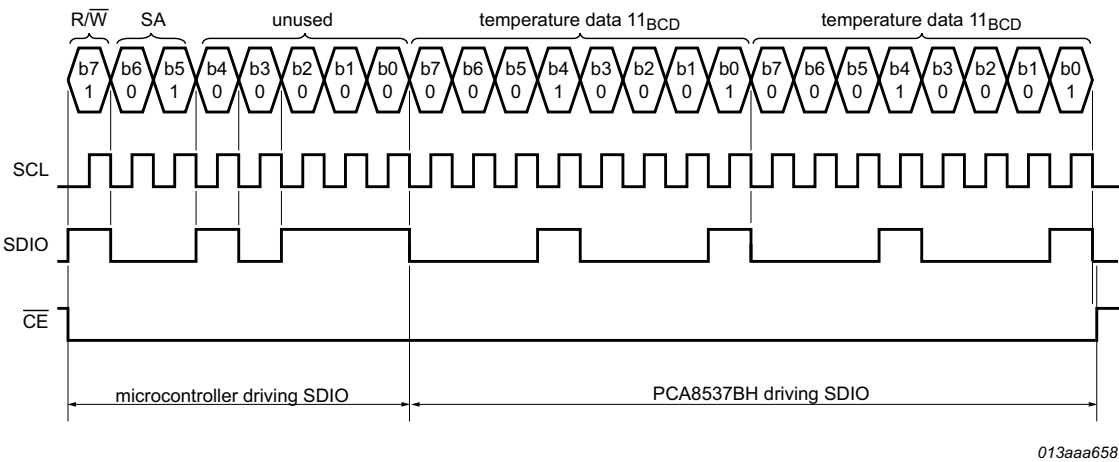 R/W SA unused temperature data 11BCD temperature data 11BCD
b7 b6 b5 b4 b3 b2 b1 b0 b7 b6 b5 b4 b3 b2 b1 b0 b7 b6 b5 b4 b3 b2 b1 b0
1 0 1 0 0 0 0 0 0 0 0 1 0 0 0 1 0 0 0 1 0 0 0 1
SCL
SDIO
CE
microcontroller driving SDIO PCA8537BH driving SDIO
013aaa658